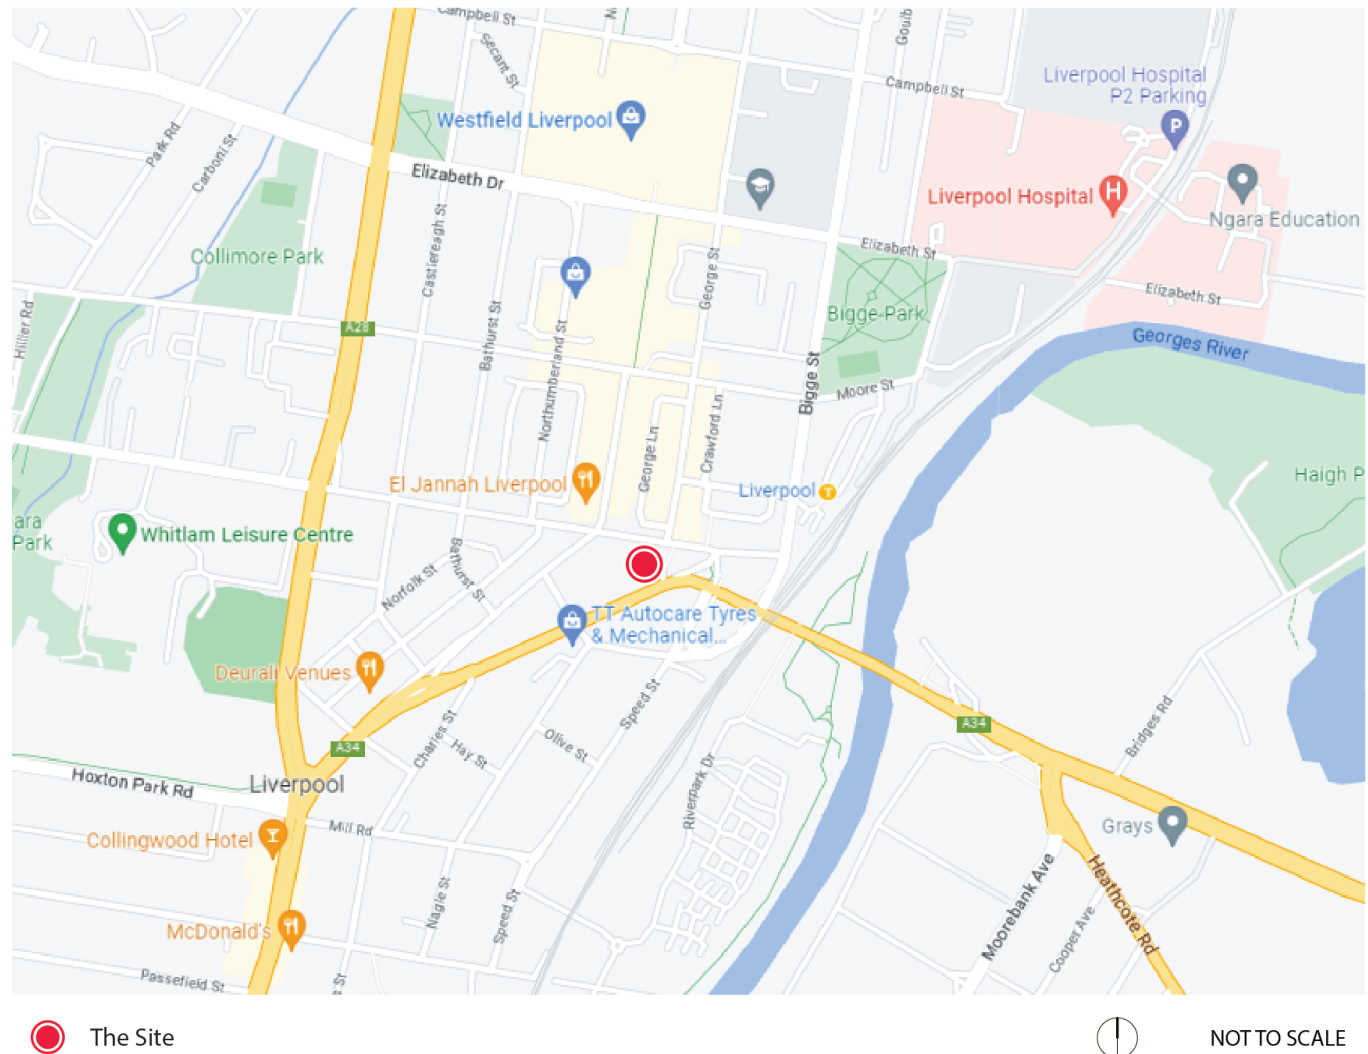 Campbell St
Secant St
Campbell St
Liverpool Hospital
P2 Parking
P
Westfield Liverpool
Park Rd
Carboni St
Elizabeth Dr
Liverpool Hospital
H
Ngara Education
Castlereagh St
Collimore Park
Elizabeth St
George St
Elizabeth St
Hillier Rd
A28
Bathurst St
Northumberland St
Bigge Park
Georges River
Bigge St
Moore St
George Ln
Crawford Ln
El Jannah Liverpool
Liverpool
T
Haigh P
ara
Park
Whitlam Leisure Centre
Bathurst St
Norfolk St
TT Autocare Tyres
& Mechanical...
Deurali Venues
Speed St
A34
A34
Charles St
Hay St
Olive St
Bridges Rd
Riverpark Dr
Liverpool
Hoxton Park Rd
Mill Rd
Collingwood Hotel
Grays
Moorebank Ave
Heathcote Rd
Cooper Ave
Nagle St
Speed St
McDonald's
Passefield St
The Site
NOT TO SCALE